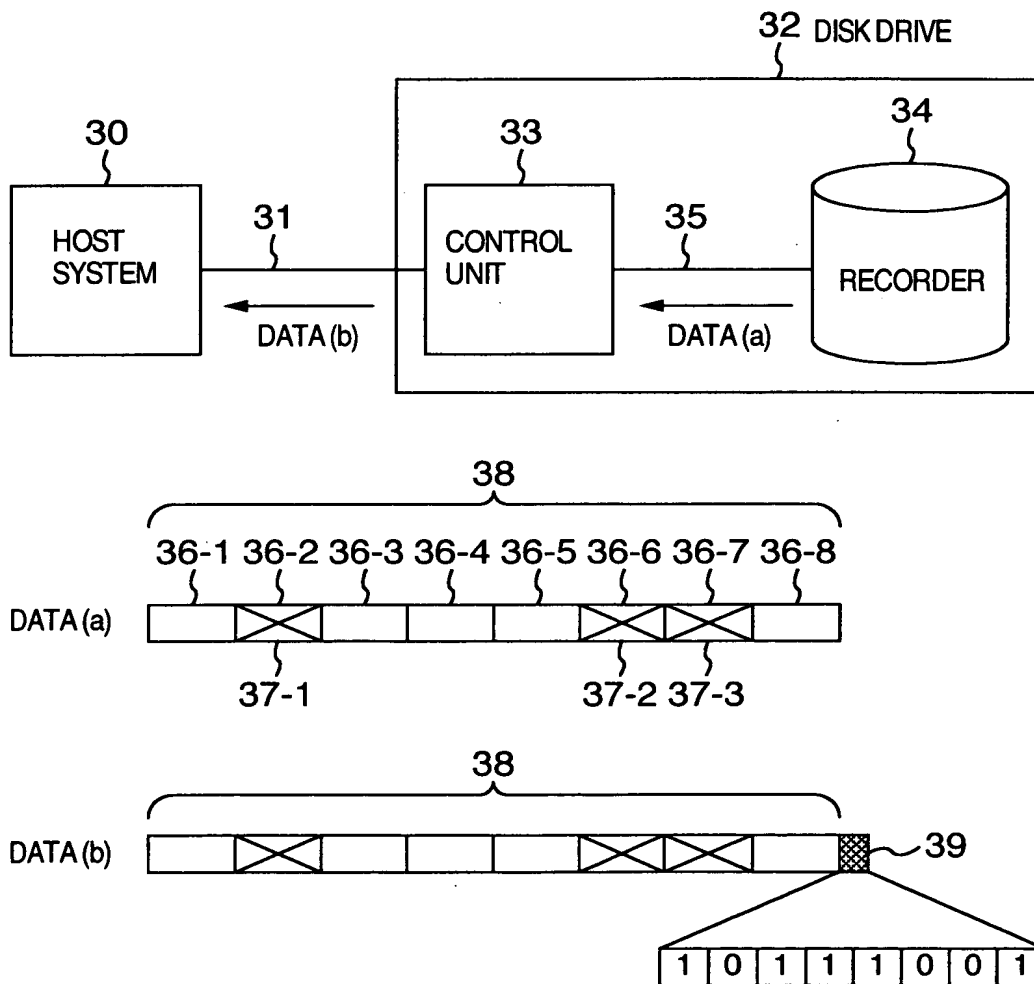 32 DISK DRIVE
30
33
34
HOST
SYSTEM
31
CONTROL
UNIT
35
RECORDER
DATA (b)
DATA (a)
38
36-1 36-2 36-3 36-4 36-5 36-6 36-7 36-8
DATA (a)
37-1 37-2 37-3
38
DATA (b)
39
1 0 1 1 1 0 0 1